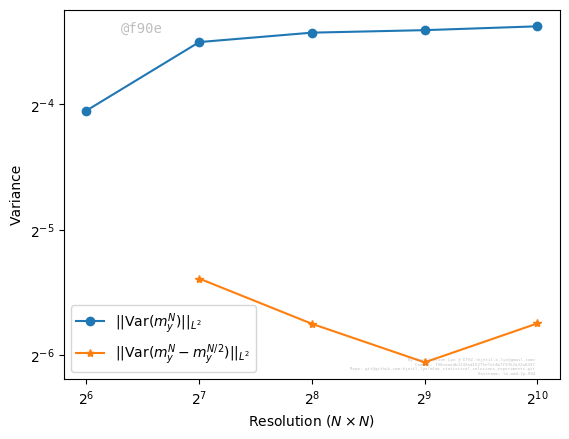 @f90e
Variance
2^{-4}
2^{-5}
2^{-6}
||Var(m_y^N)||_{L^2}
||Var(m_y^N − m_y^{N/2})||_{L^2}
2^6 2^7 2^8 2^9 2^{10}
Resolution (N × N)